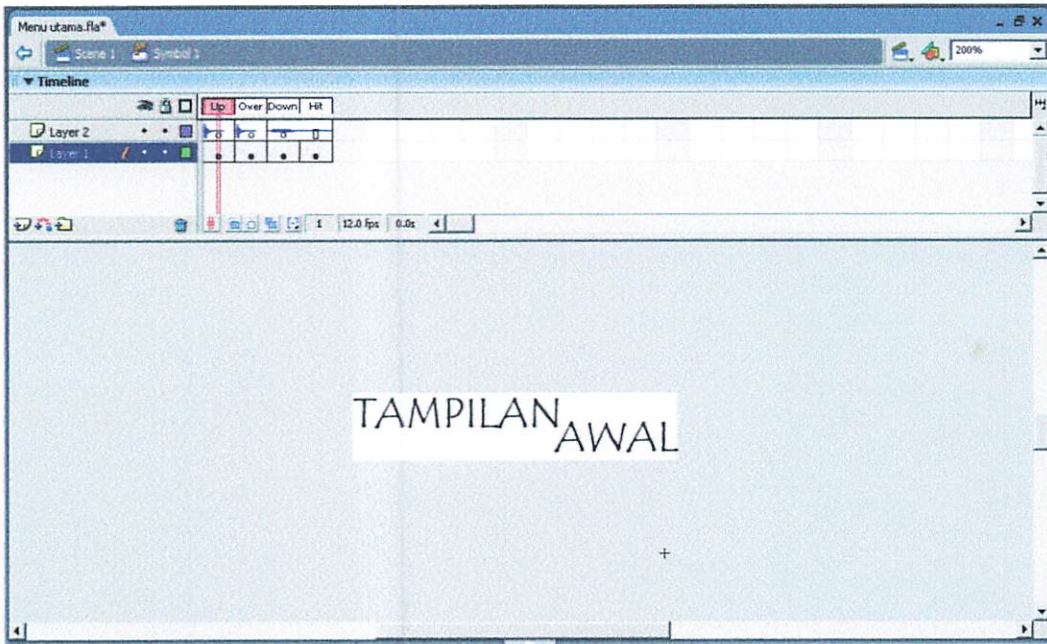 Menu utama.fla*
Scene 1 Symbol 1 200%
Timeline
Up Over Down Hit
Layer 2
Layer 1
1 12.0 fps 0.0s
TAMPILAN
AWAL